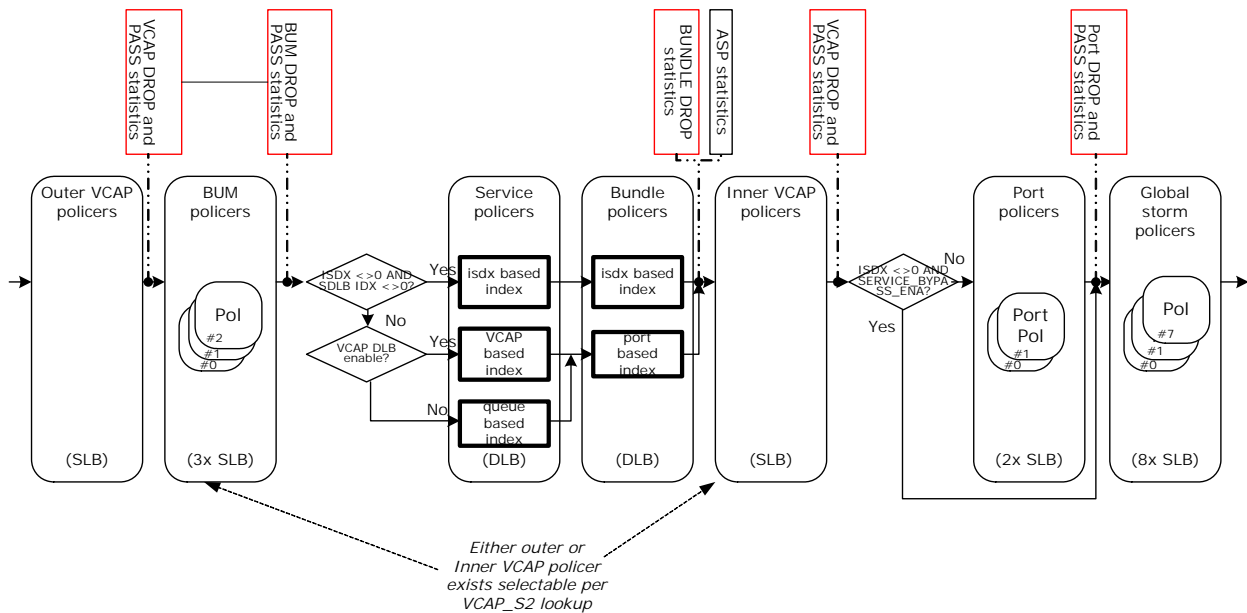 VCAP DROP and
PASS statistics
BUM DROP and
PASS statistics
BUNDLE DROP
statistics
ASP statistics
VCAP DROP and
PASS statistics
Port DROP and
PASS statistics
Outer VCAP
policers
(SLB)
BUM
policers
Pol
#2
#1
#0
(3x SLB)
ISDX <>0 AND
SDLB IDX <>0?
Yes
No
VCAP DLB
enable?
Yes
No
Service
policers
isdx based
index
VCAP
based
index
queue
based
index
(DLB)
Bundle
policers
isdx based
index
port
based
index
(DLB)
Inner VCAP
policers
(SLB)
ISDX <>0 AND
SERVICE_BYPA
SS_ENA?
No
Yes
Port
policers
Port
Pol
#1
#0
(2x SLB)
Global
storm
policers
Pol
#7
#1
#0
(8x SLB)
Either outer or
Inner VCAP policer
exists selectable per
VCAP_S2 lookup